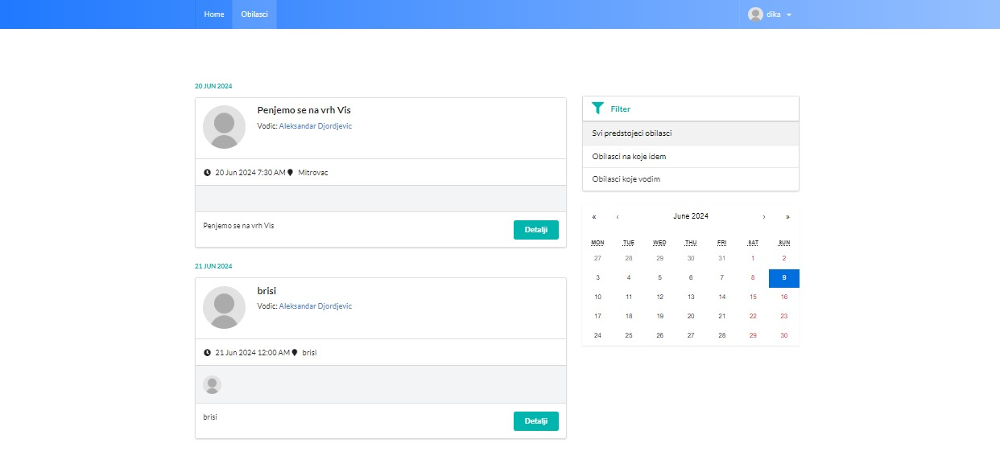 Home Obilasci dika
20 JUN 2024
Penjemo se na vrh Vis
Vodic: Aleksandar Djordjevic
20 Jun 2024 7:30 AM Mitrovac
Penjemo se na vrh Vis Detalji
21 JUN 2024
brisi
Vodic: Aleksandar Djordjevic
21 Jun 2024 12:00 AM brisi
brisi Detalji
Filter
Svi predstojeci obilasci
Obilasci na koje idem
Obilasci koje vodim
« ‹ June 2024 › »
MON TUE WED THU FRI SAT SUN
27 28 29 30 31 1 2
3 4 5 6 7 8 9
10 11 12 13 14 15 16
17 18 19 20 21 22 23
24 25 26 27 28 29 30